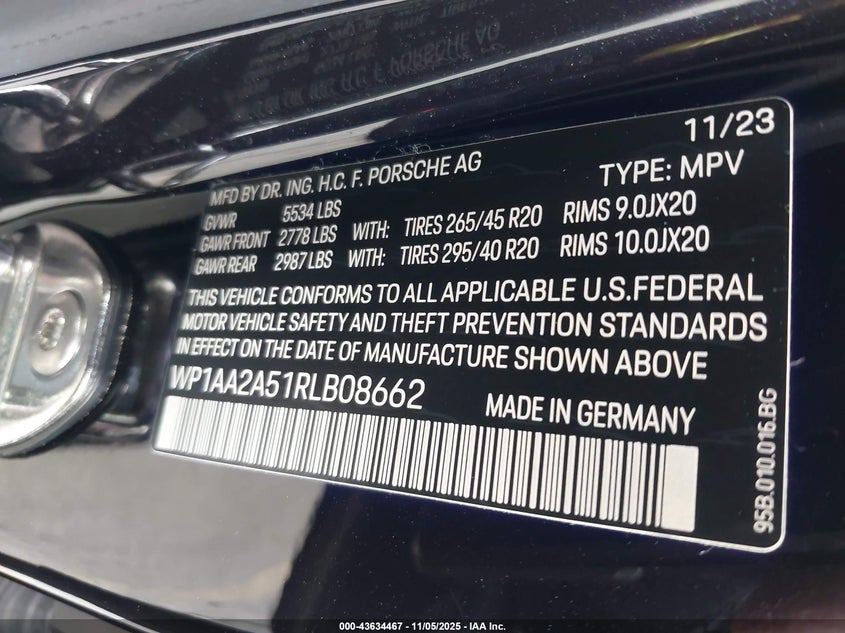 11/23
MFD BY DR. ING. H.C. F. PORSCHE AG TYPE: MPV
GVWR 5534 LBS
GAWR FRONT 2778 LBS WITH: TIRES 265/45 R20 RIMS 9.0JX20
GAWR REAR 2987 LBS WITH: TIRES 295/40 R20 RIMS 10.0JX20
THIS VEHICLE CONFORMS TO ALL APPLICABLE U.S.FEDERAL
MOTOR VEHICLE SAFETY AND THEFT PREVENTION STANDARDS
IN EFFECT ON THE DATE OF MANUFACTURE SHOWN ABOVE
WP1AA2A51RLB08662 MADE IN GERMANY
95B.010.016.BG
000-43634467 - 11/05/2025 - IAA Inc.